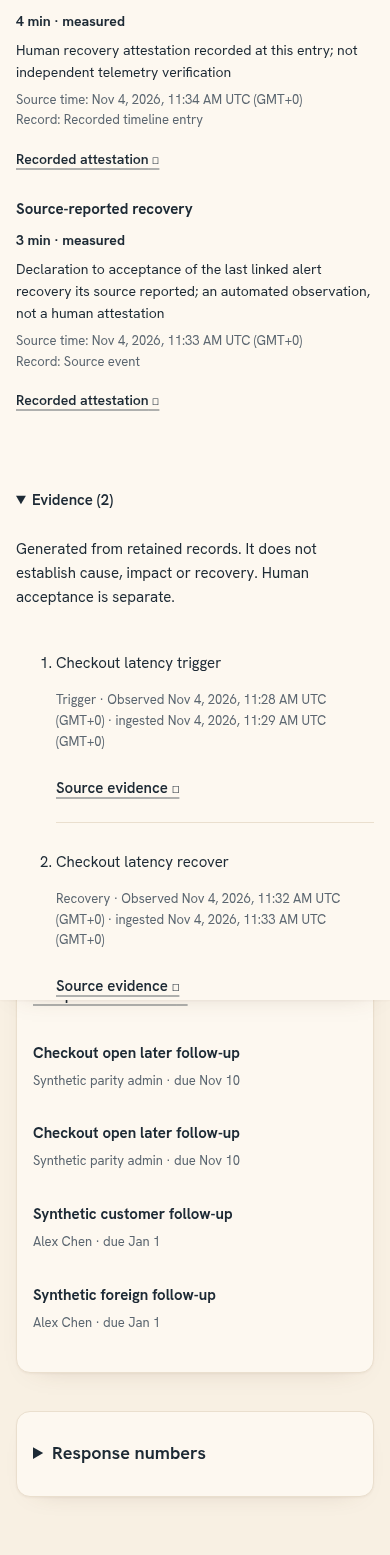 4 min · measured
Human recovery attestation recorded at this entry; not
independent telemetry verification
Source time: Nov 4, 2026, 11:34 AM UTC (GMT+0)
Record: Recorded timeline entry
Recorded attestation
Source-reported recovery
3 min · measured
Declaration to acceptance of the last linked alert
recovery its source reported; an automated observation,
not a human attestation
Source time: Nov 4, 2026, 11:33 AM UTC (GMT+0)
Record: Source event
Recorded attestation
▼ Evidence (2)
Generated from retained records. It does not
establish cause, impact or recovery. Human
acceptance is separate.
1. Checkout latency trigger
Trigger · Observed Nov 4, 2026, 11:28 AM UTC
(GMT+0) · ingested Nov 4, 2026, 11:29 AM UTC
(GMT+0)
Source evidence
2. Checkout latency recover
Recovery · Observed Nov 4, 2026, 11:32 AM UTC
(GMT+0) · ingested Nov 4, 2026, 11:33 AM UTC
(GMT+0)
Source evidence
Checkout open later follow-up
Synthetic parity admin · due Nov 10
Checkout open later follow-up
Synthetic parity admin · due Nov 10
Synthetic customer follow-up
Alex Chen · due Jan 1
Synthetic foreign follow-up
Alex Chen · due Jan 1
▶ Response numbers